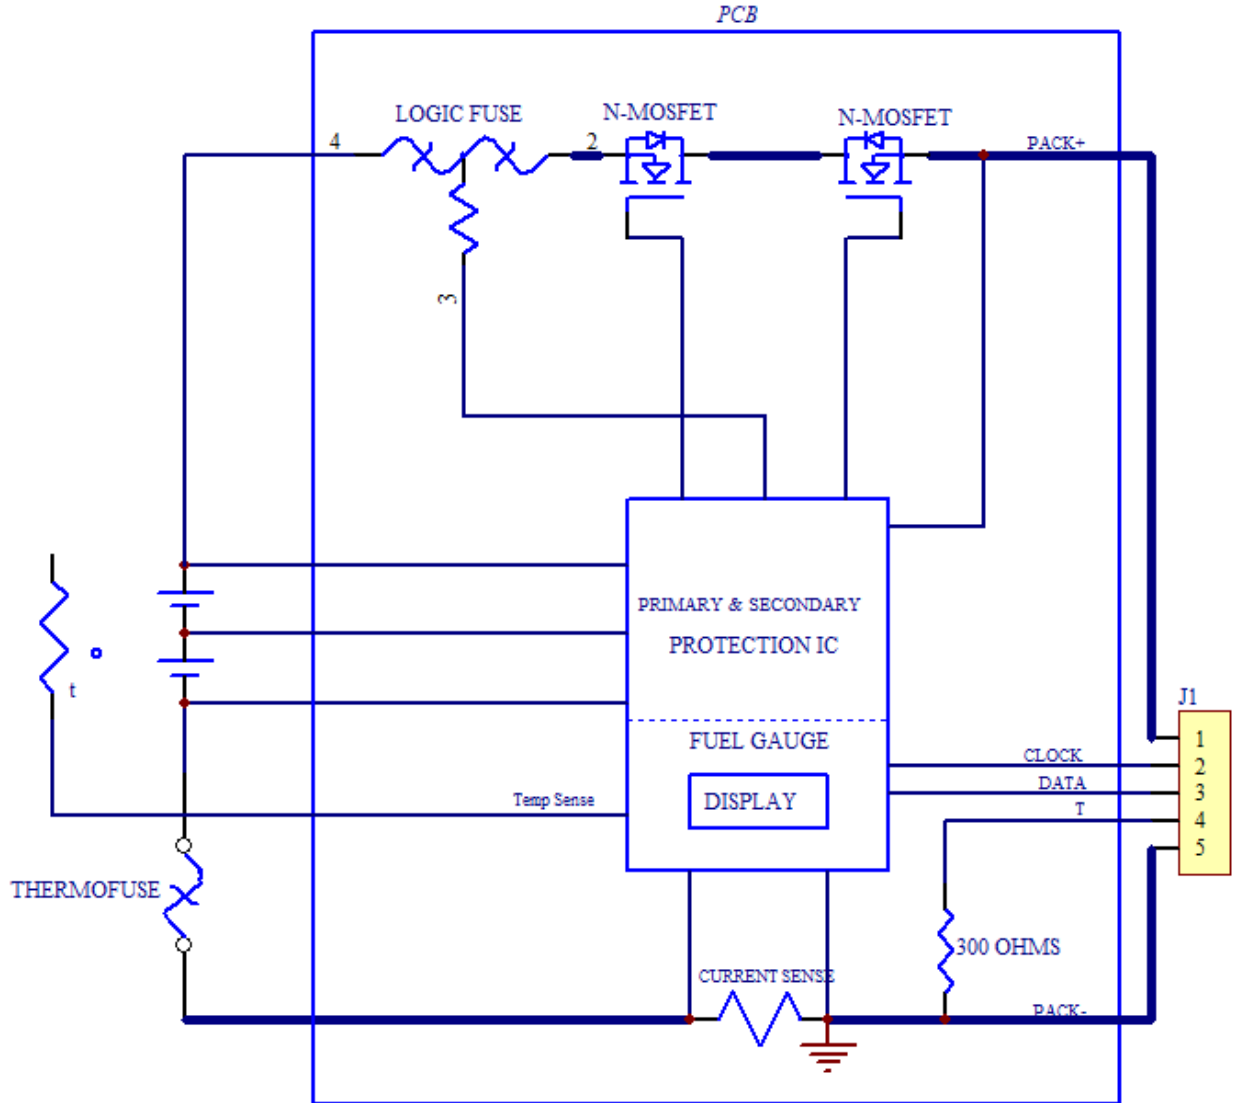 PCB
LOGIC FUSE
N-MOSFET
N-MOSFET
4
2
PACK+
3
PRIMARY & SECONDARY
PROTECTION IC
t
J1
FUEL GAUGE
1
CLOCK
2
DATA
3
Temp Sense
DISPLAY
T
4
5
THERMOFUSE
300 OHMS
CURRENT SENSE
PACK-